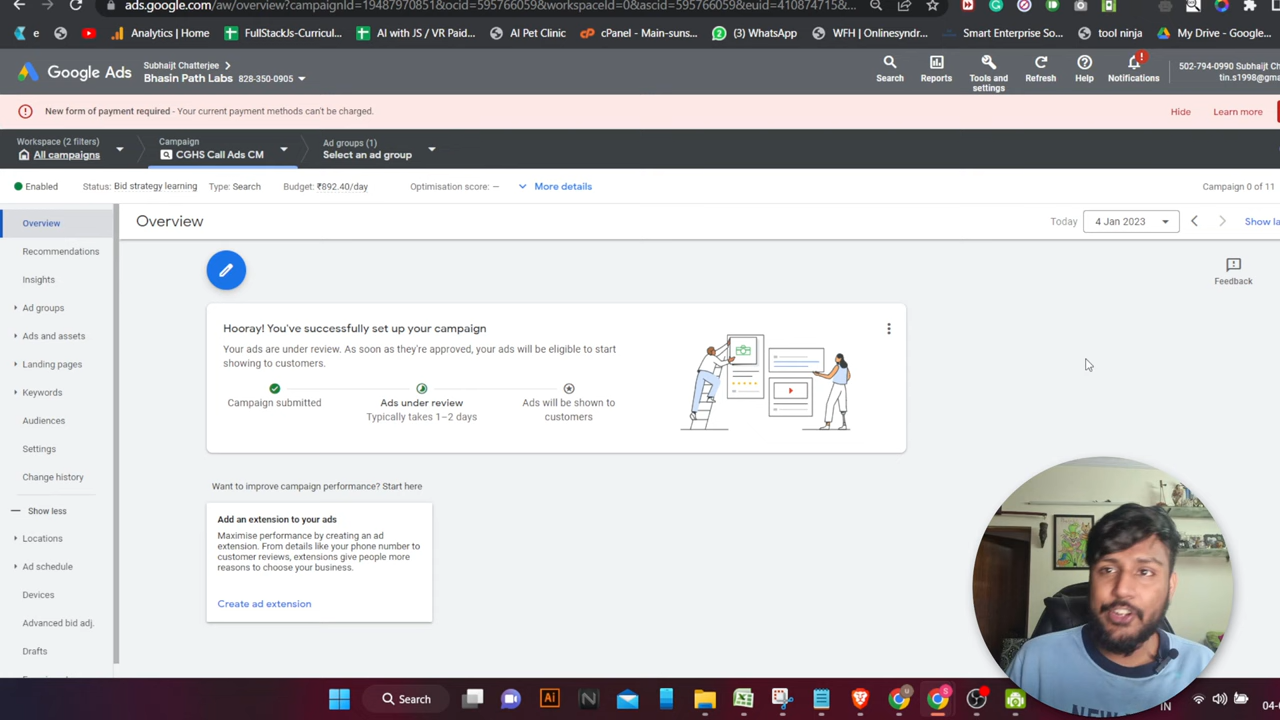 ads.google.com/aw/overview?campaignId=19487970851&ocid=5957660059&workspaceId=0&ascid=5957660059&euid=410874715&...
e
Analytics | Home
FullStackJs-Curricul...
AI with JS / VR Paid...
AI Pet Clinic
cPanel - Main-suns...
(3) WhatsApp
WFH | Onlinesyndr...
Smart Enterprise So...
tool ninja
My Drive - Google...
Google Ads
Subhaijt Chatterjee
Bhasin Path Labs 828-350-0905
Search
Reports
Tools and settings
Refresh
Help
Notifications
502-794-0990 Subhaijt Ch
tin.s1998@gma
New form of payment required - Your current payment methods can't be charged.
Hide
Learn more
Workspace (2 filters)
All campaigns
Campaign
CGHS Call Ads CM
Ad groups (1)
Select an ad group
Enabled
Status: Bid strategy learning
Type: Search
Budget: ₹892.40/day
Optimisation score: —
More details
Campaign 0 of 11
Overview
Recommendations
Insights
Ad groups
Ads and assets
Landing pages
Keywords
Audiences
Settings
Change history
Show less
Locations
Ad schedule
Devices
Advanced bid adj.
Drafts
Overview
Today
4 Jan 2023
Show la
Feedback
Hooray! You've successfully set up your campaign
Your ads are under review. As soon as they're approved, your ads will be eligible to start
showing to customers.
Campaign submitted
Ads under review
Typically takes 1–2 days
Ads will be shown to
customers
Want to improve campaign performance? Start here
Add an extension to your ads
Maximise performance by creating an ad
extension. From details like your phone number to
customer reviews, extensions give people more
reasons to choose your business.
Create ad extension
Search
IN
04-